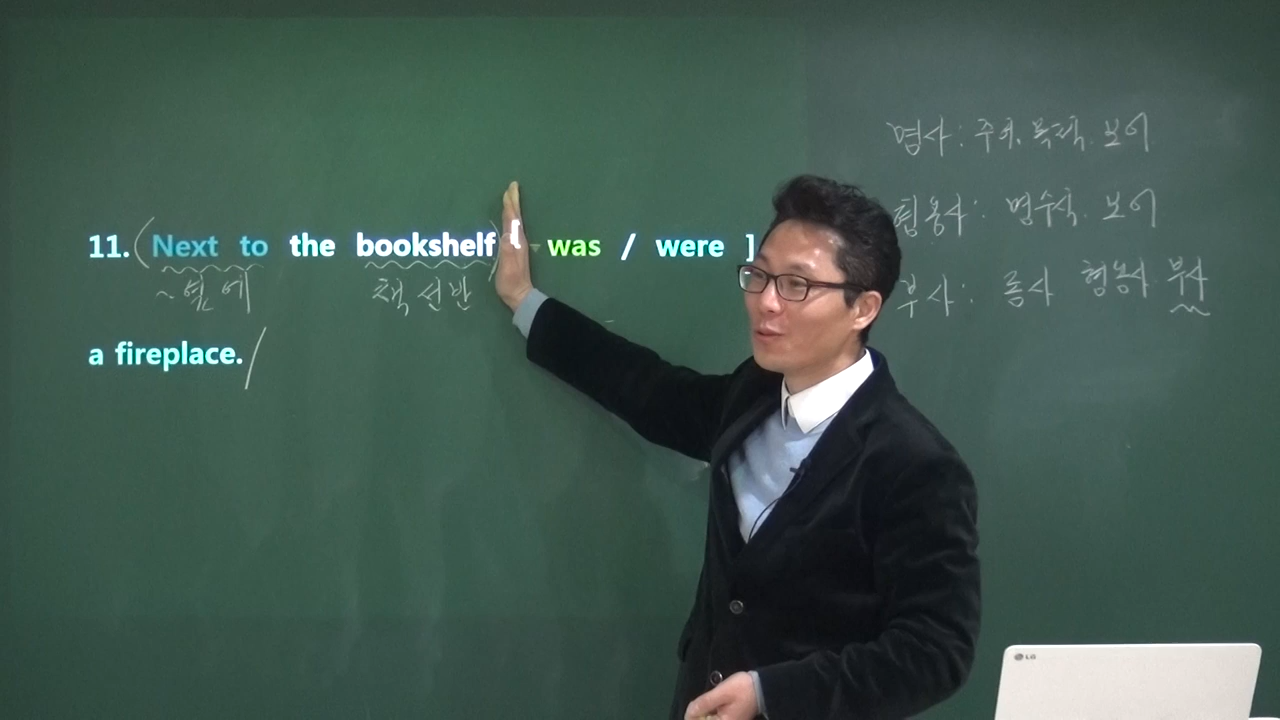 11. (Next to the bookshelf) [ was / were ]
~옆에 책 선반
a fireplace. /
명사: 주어. 목적. 보어
형용사: 명수식. 보어
부사: 동사 형용사 부사
LG